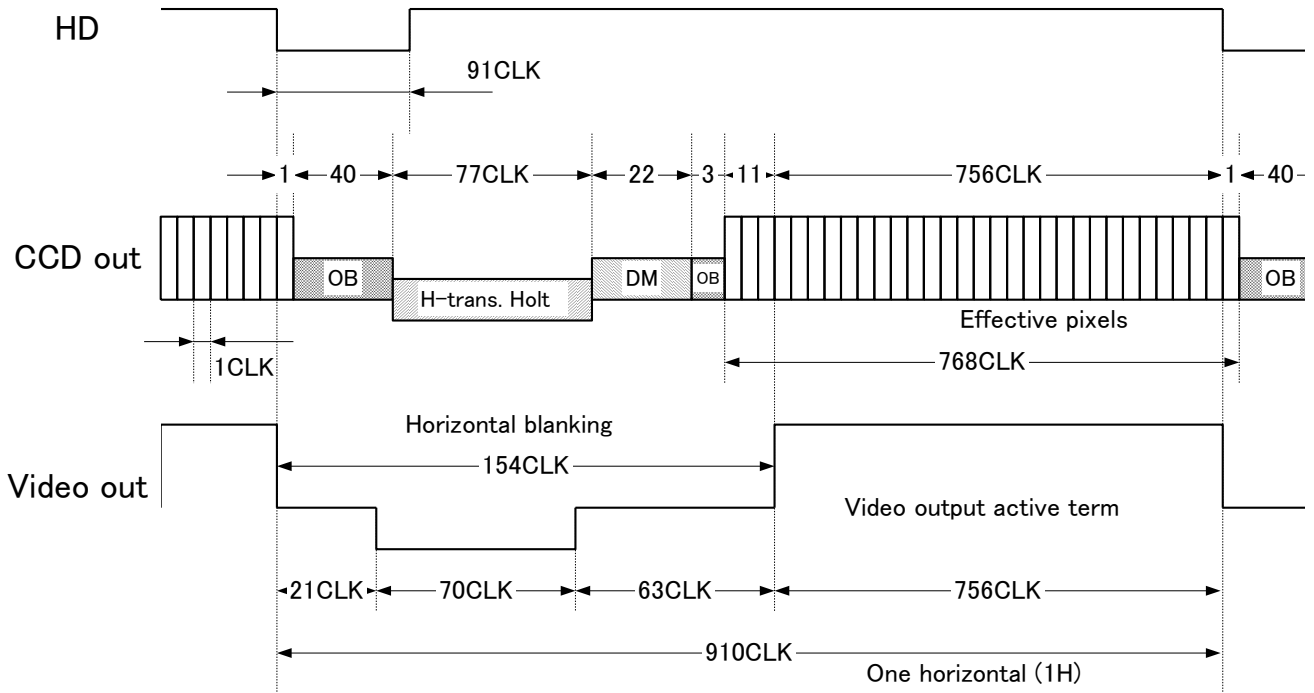 HD
91CLK
1 40 77CLK 22 3 11 756CLK 1 40
CCD out
OB
H-trans. Holt
DM
OB
OB
Effective pixels
768CLK
1CLK
Horizontal blanking
154CLK
Video out
Video output active term
21CLK 70CLK 63CLK 756CLK
910CLK
One horizontal (1H)